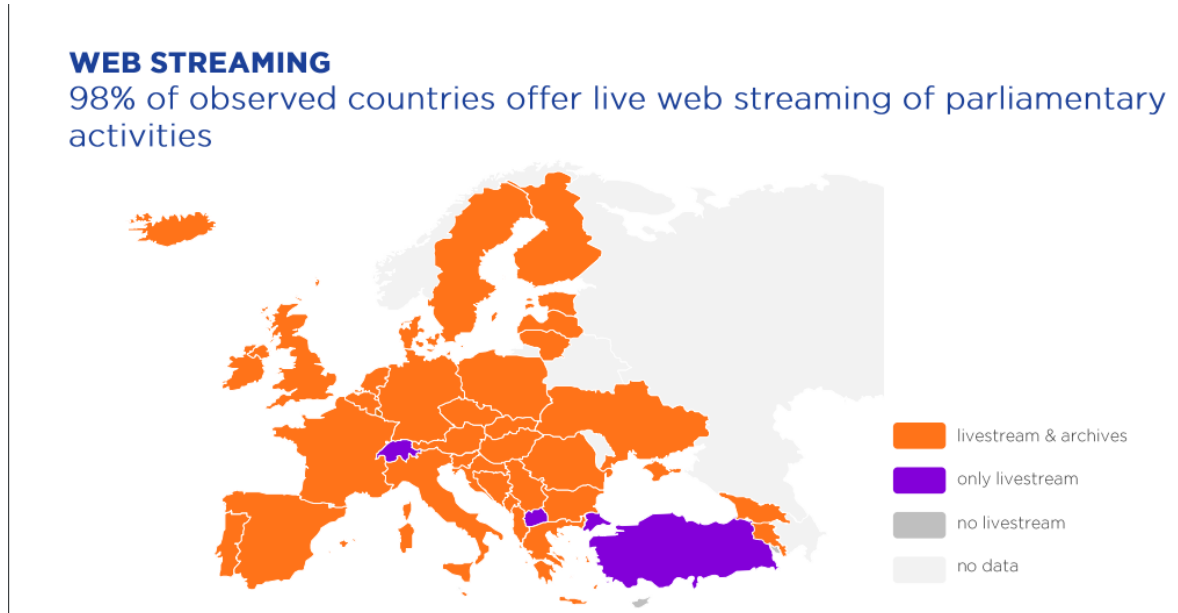 WEB STREAMING
98% of observed countries offer live web streaming of parliamentary
activities
livestream & archives
only livestream
no livestream
no data